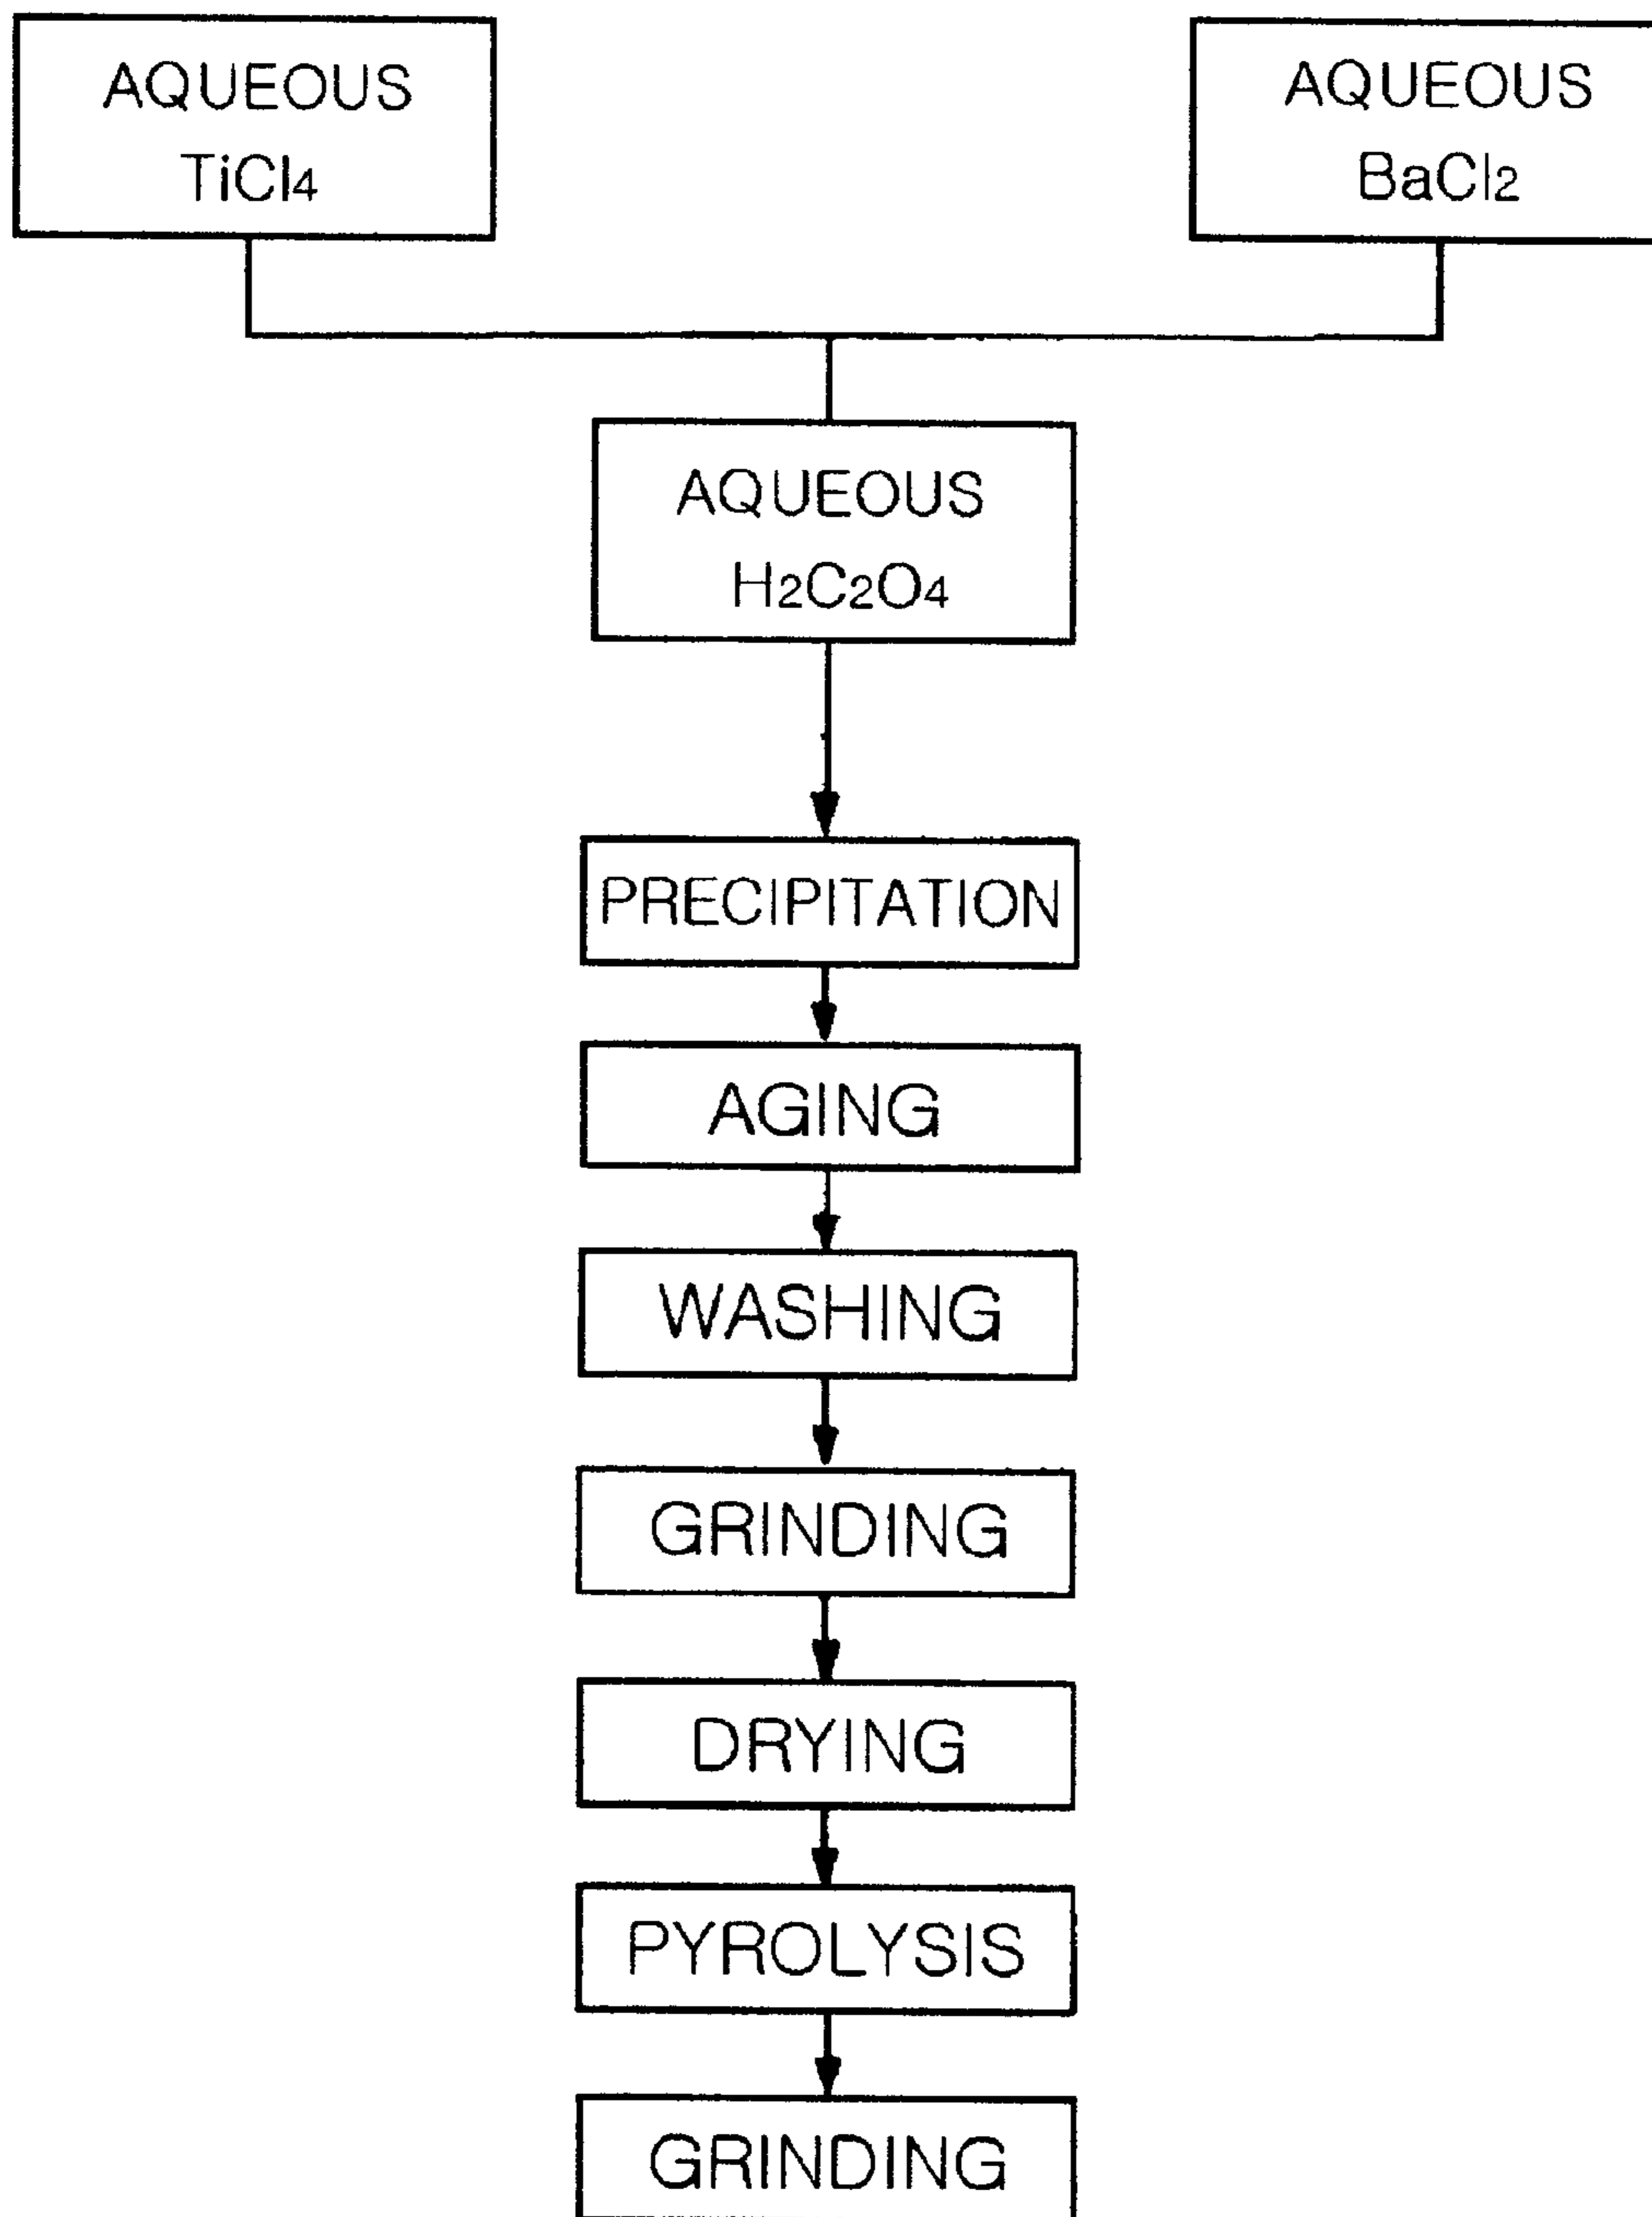 AQUEOUS
TiCl4
AQUEOUS
BaCl2
AQUEOUS
H2C2O4
PRECIPITATION
AGING
WASHING
GRINDING
DRYING
PYROLYSIS
GRINDING